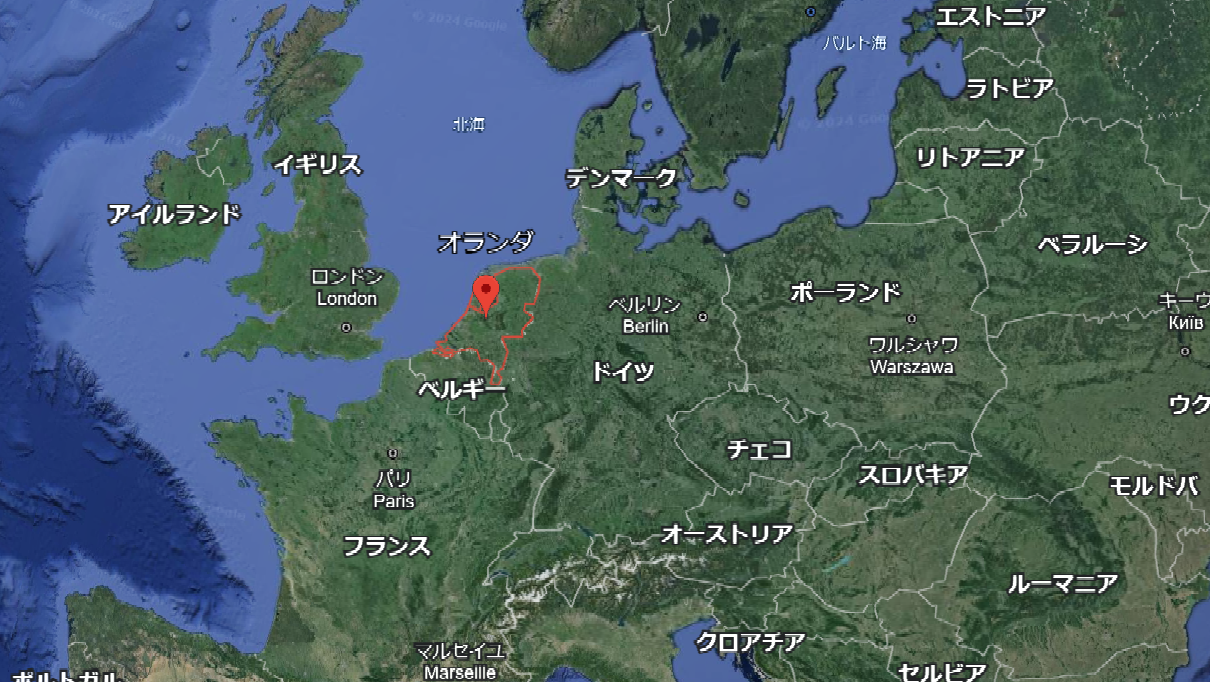 © 2024 Google
エストニア
バルト海
ラトビア
© 2024 Goo
北海
イギリス
リトアニア
デンマーク
アイルランド
オランダ
ベラルーシ
ロンドン
London
ベルリン
Berlin
ポーランド
キーウ
Київ
ワルシャワ
Warszawa
ドイツ
ベルギー
ウク
チェコ
パリ
Paris
スロバキア
モルドバ
オーストリア
フランス
ルーマニア
クロアチア
マルセイユ
Marseille
セルビア
ポルトガル